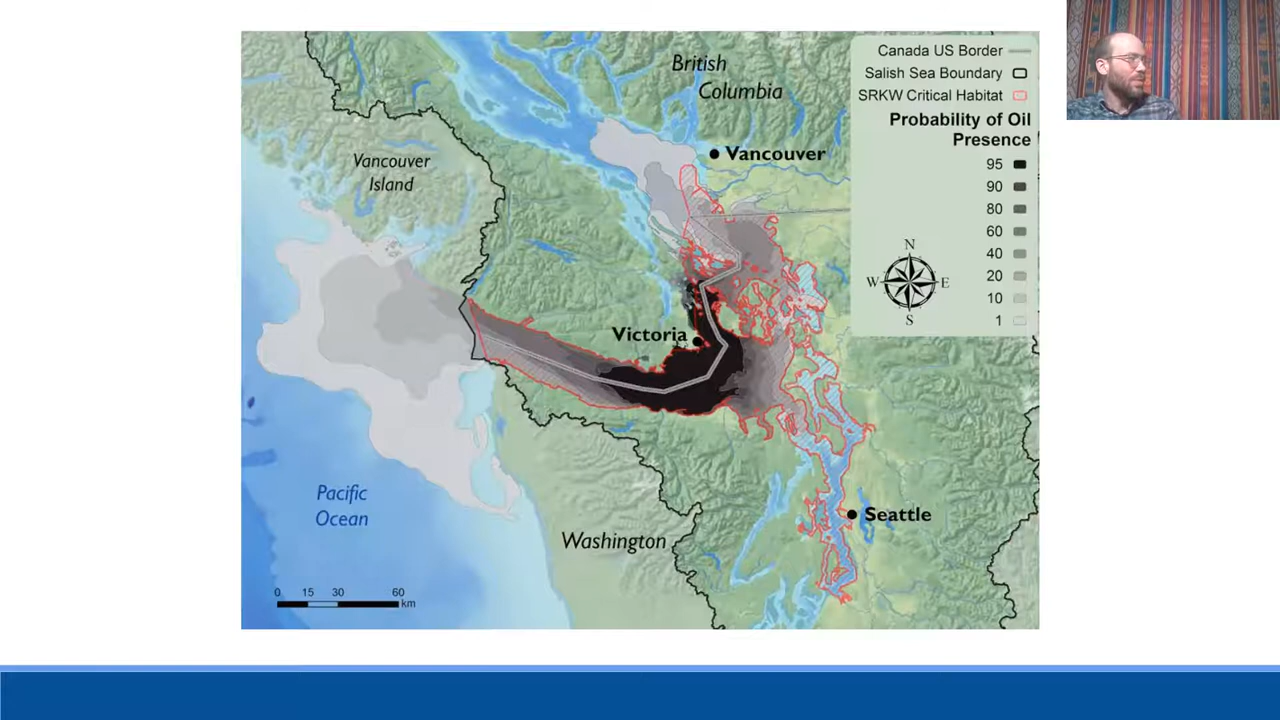 British
Columbia
Vancouver
Vancouver
Island
Victoria
Seattle
Pacific
Ocean
Washington
0 15 30 60
km
Canada US Border
Salish Sea Boundary
SRKW Critical Habitat
Probability of Oil
Presence
95
90
80
60
40
20
10
1
N
W E
S